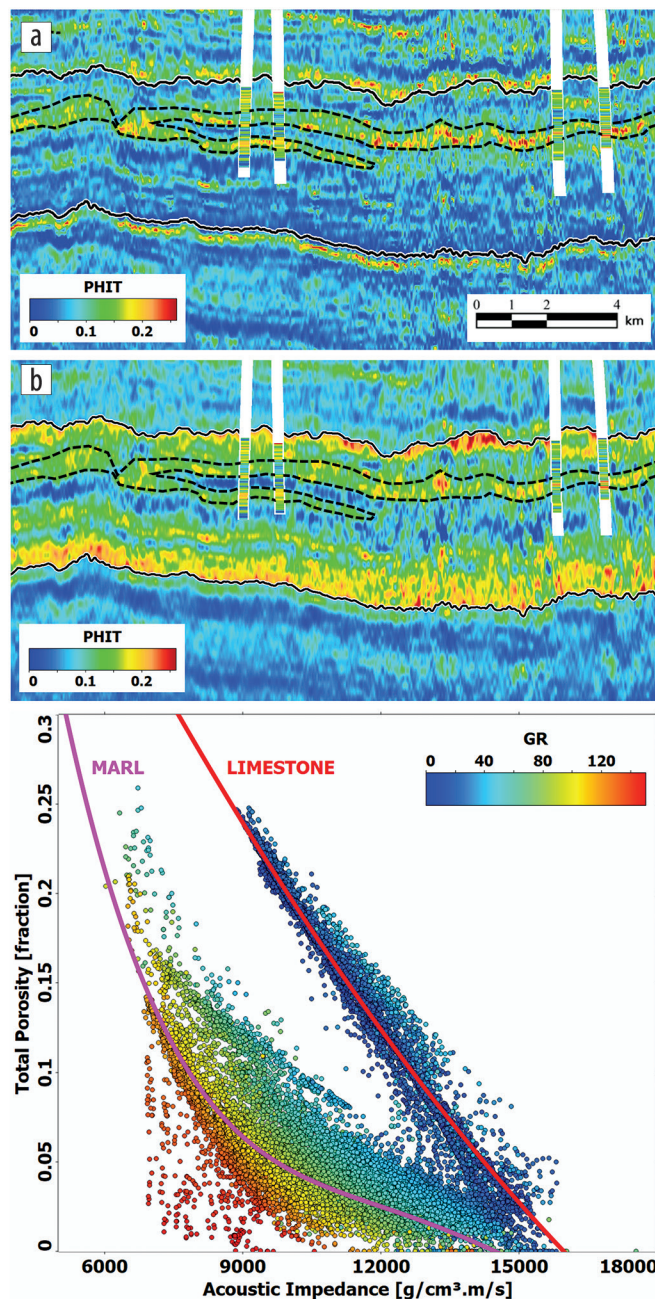 a
PHIT
0 0.1 0.2
0 1 2 4
km
b
PHIT
0 0.1 0.2
0.3
MARL
LIMESTONE
GR
0 40 80 120
0.25
0.2
0.15
0.1
0.05
0
Total Porosity [fraction]
6000 9000 12000 15000 18000
Acoustic Impedance [g/cm³.m/s]